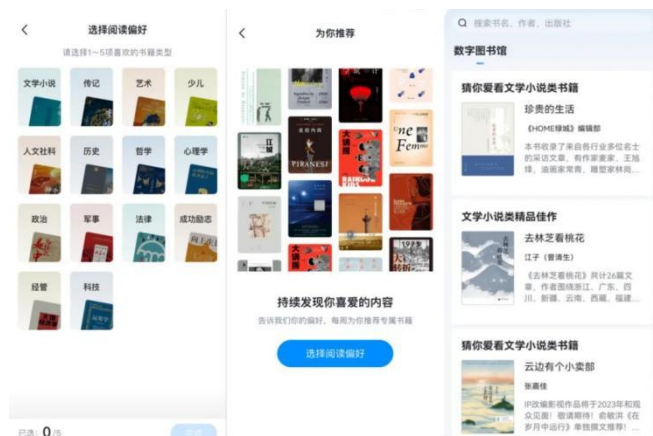 选择阅读偏好
请选择1～5项喜欢的书籍类型
文学小说
传记
艺术
少儿
人文社科
历史
哲学
心理学
政治
军事
法律
成功励志
经管
科技
已选：0/5
为你推荐
江城
PIRANESI
大请援
une
Femme
持续发现你喜爱的内容
告诉我们你的偏好，每周为你推荐专属书籍
选择阅读偏好
搜索书名、作者、出版社
数字图书馆
猜你爱看文学小说类书籍
珍贵的生活
《HOME绿城》编辑部
本书收录了来自各行业多位名士
的采访文章，有作家麦家、王旭
烽，油画家常青，雕塑家林岗...
文学小说类精品佳作
去林芝看桃花
江子（曾清生）
《去林芝看桃花》共计26篇文
章，作者围绕浙江、广东、四
川、新疆、云南、西藏、福建...
猜你爱看文学小说类书籍
云边有个小卖部
张嘉佳
IP改编影视作品将于2023年和观
众见面！敬请期待！俞敏洪《在
岁月中远行》单独撰文推荐！...